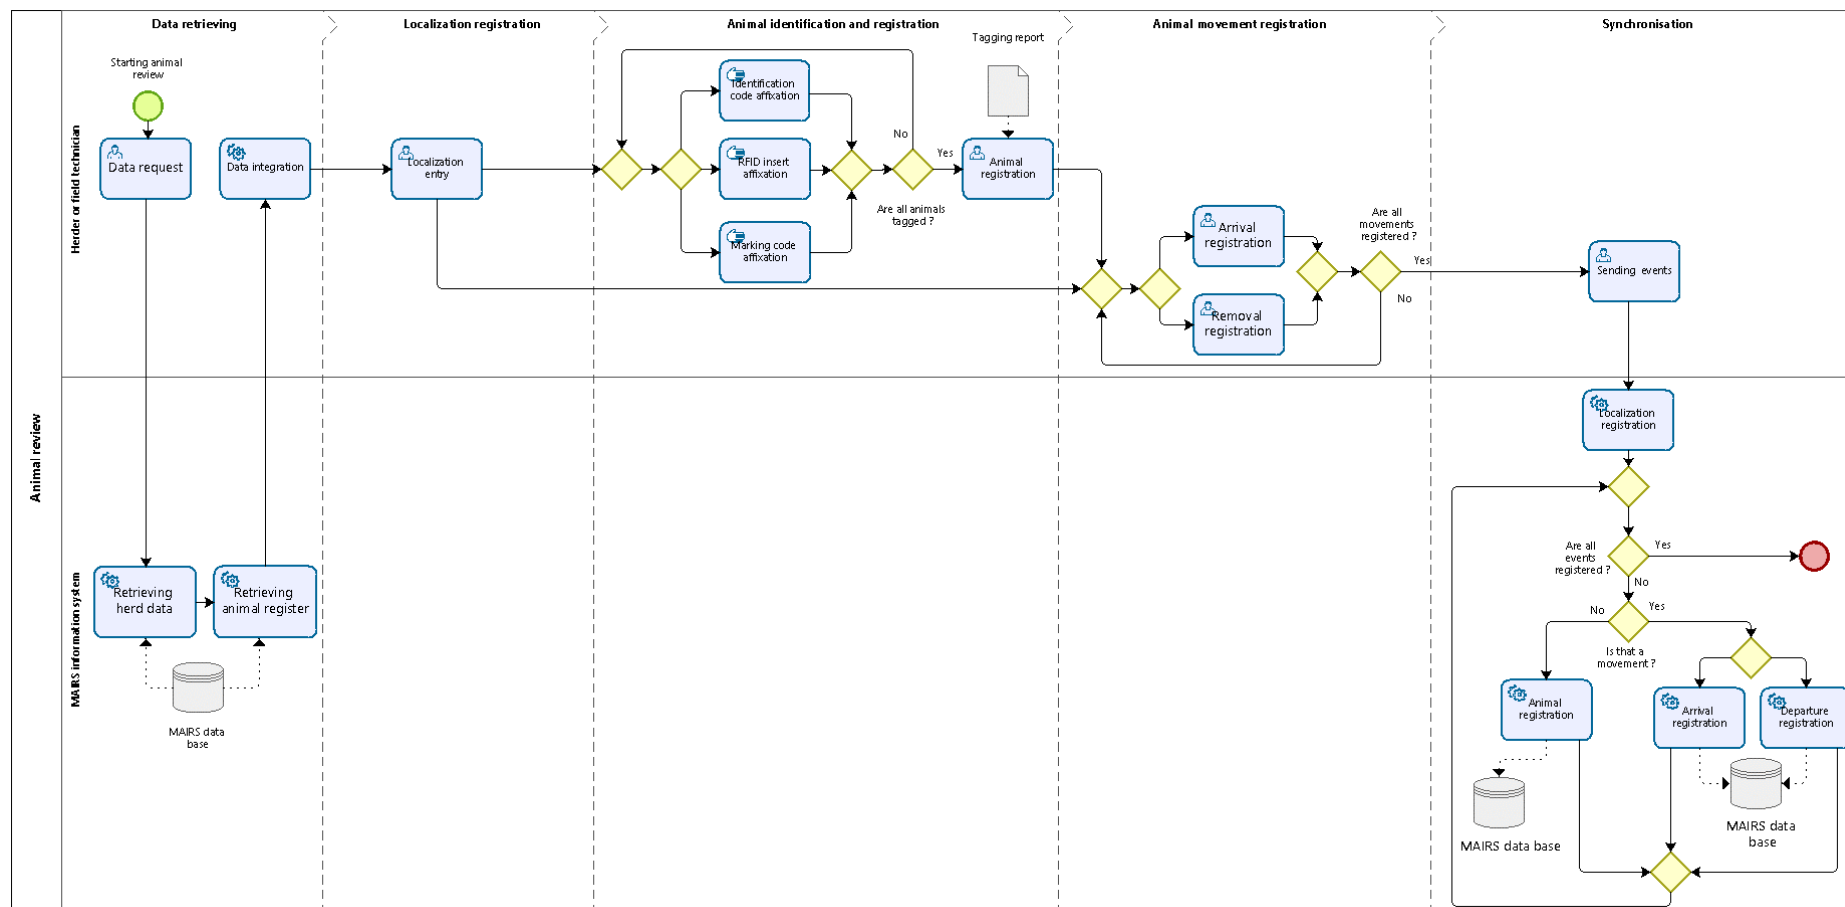 Data retrieving
Localization registration
Animal identification and registration
Animal movement registration
Synchronisation
Animal review
Herder or field technician
MAIRS information system
Starting animal
review
Data request
Data integration
Localization
entry
Identification
code affixation
RFID insert
affixation
Marking code
affixation
No
Yes
Are all animals
tagged ?
Tagging report
Animal
registration
Arrival
registration
Removal
registration
Are all
movements
registered ?
Yes
No
Sending events
Retrieving
herd data
Retrieving
animal register
MAIRS data
base
Localization
registration
Are all
events
registered ?
Yes
No
No
Yes
Is that a
movement ?
Animal
registration
Arrival
registration
Departure
registration
MAIRS data base
MAIRS data
base